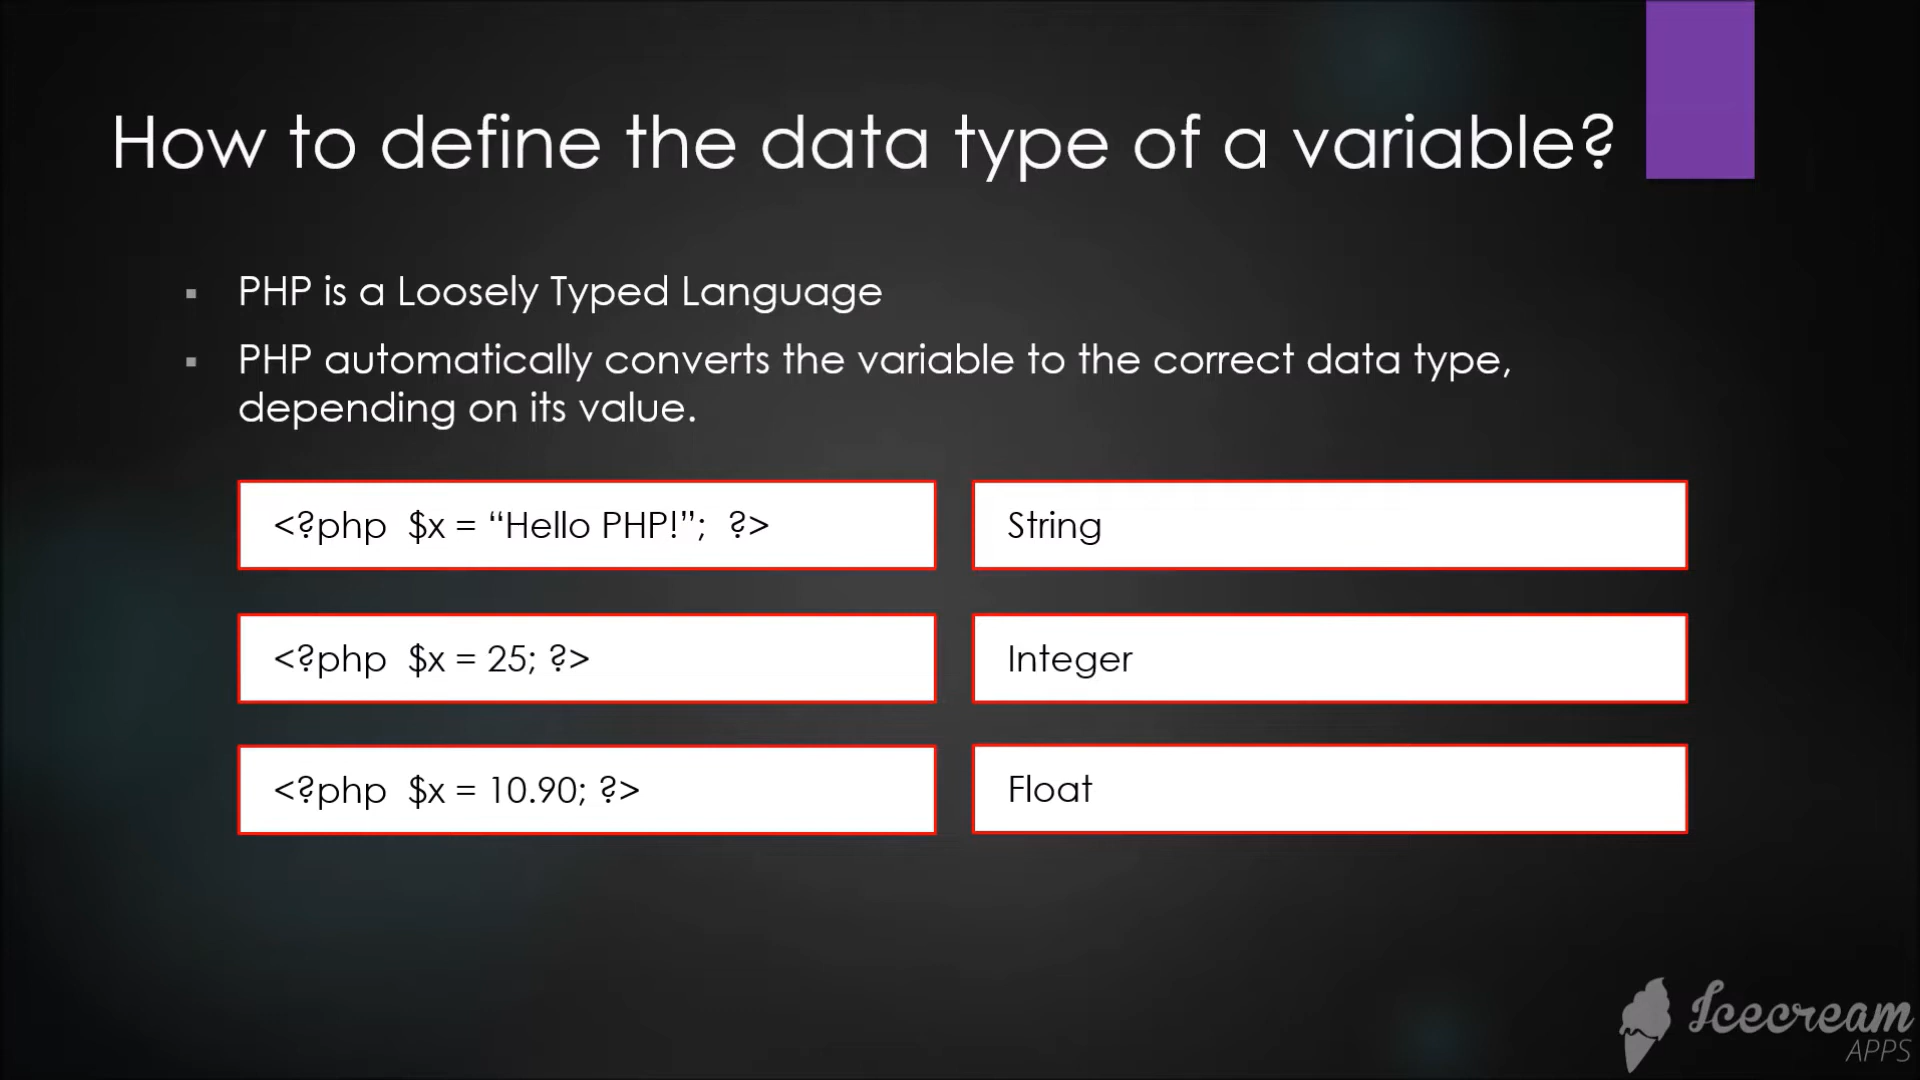 How to define the data type of a variable?
PHP is a Loosely Typed Language
PHP automatically converts the variable to the correct data type,
depending on its value.
<?php  $x = “Hello PHP!”;  ?>
String
<?php  $x = 25; ?>
Integer
<?php  $x = 10.90; ?>
Float
Icecream
APPS